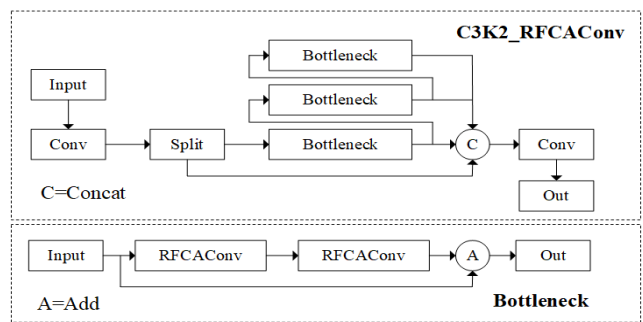 C3K2_RFCAConv
Bottleneck
Input
Bottleneck
Conv
Split
Bottleneck
C
Conv
C=Concat
Out
Input
RFCAConv
RFCAConv
A
Out
A=Add
Bottleneck